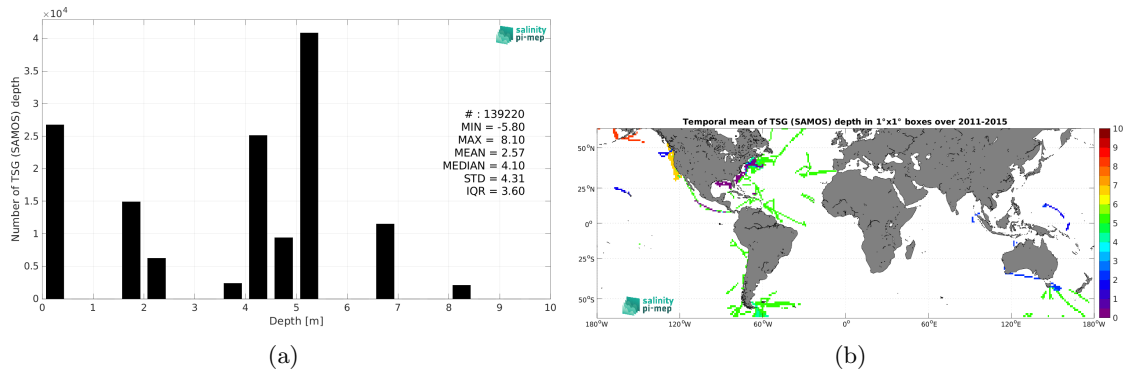 ×10⁴
4
3.5
3
2.5
2
1.5
1
0.5
0
Number of TSG (SAMOS) depth
salinity
pi-mep
# : 139220
MIN = -5.80
MAX = 8.10
MEAN = 2.57
MEDIAN = 4.10
STD = 4.31
IQR = 3.60
0 1 2 3 4 5 6 7 8 9 10
Depth [m]
(a)
Temporal mean of TSG (SAMOS) depth in 1°x1° boxes over 2011-2015
50°N
25°N
0°
25°S
50°S
salinity
pi-mep
180°W 120°W 60°W 0° 60°E 120°E 180°E
10
9
8
7
6
5
4
3
2
1
0
(b)